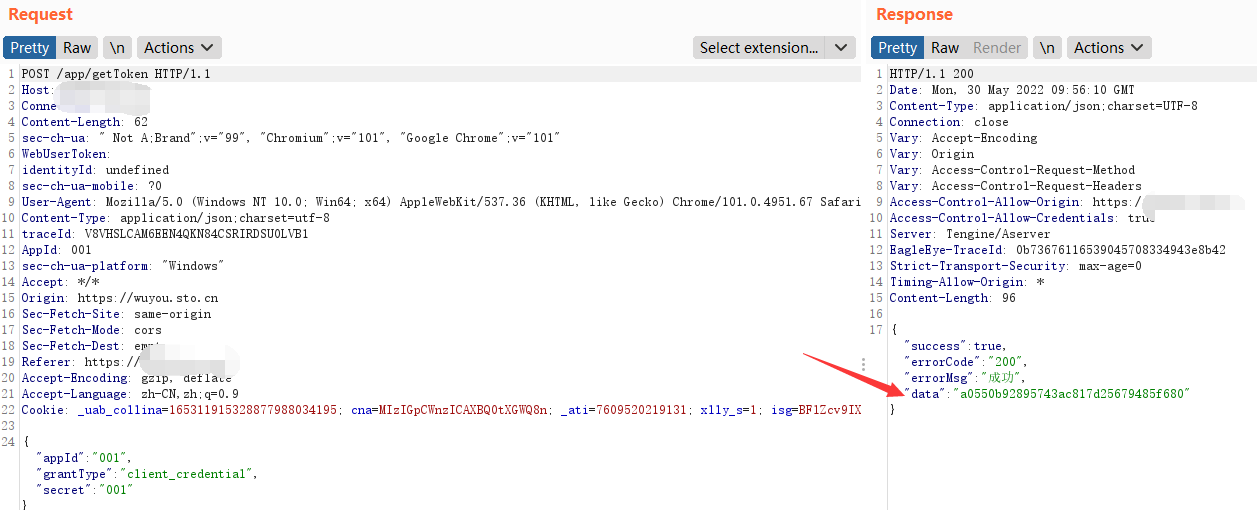 Request
Pretty Raw \n Actions Select extension...
1 POST /app/getToken HTTP/1.1
2 Host:
3 Conne
4 Content-Length: 62
5 sec-ch-ua: " Not A;Brand";v="99", "Chromium";v="101", "Google Chrome";v="101"
6 WebUserToken:
7 identityId: undefined
8 sec-ch-ua-mobile: ?0
9 User-Agent: Mozilla/5.0 (Windows NT 10.0; Win64; x64) AppleWebKit/537.36 (KHTML, like Gecko) Chrome/101.0.4951.67 Safari
10 Content-Type: application/json;charset=utf-8
11 traceId: V8VHSLCAM6EEN4QKN84CSRIRDSU0LVB1
12 AppId: 001
13 sec-ch-ua-platform: "Windows"
14 Accept: */*
15 Origin: https://wuyou.sto.cn
16 Sec-Fetch-Site: same-origin
17 Sec-Fetch-Mode: cors
18 Sec-Fetch-Dest: empt
19 Referer: https://
20 Accept-Encoding: gzip, deflate
21 Accept-Language: zh-CN,zh;q=0.9
22 Cookie: _uab_collina=165311915328877988034195; cna=MIzIGpCWnzICAXBQ0tXGWQ8n; _ati=7609520219131; xlly_s=1; isg=BF1Zcv9IX
23
24 {
"appId":"001",
"grantType":"client_credential",
"secret":"001"
}
Response
Pretty Raw Render \n Actions
1 HTTP/1.1 200
2 Date: Mon, 30 May 2022 09:56:10 GMT
3 Content-Type: application/json;charset=UTF-8
4 Connection: close
5 Vary: Accept-Encoding
6 Vary: Origin
7 Vary: Access-Control-Request-Method
8 Vary: Access-Control-Request-Headers
9 Access-Control-Allow-Origin: https:/
10 Access-Control-Allow-Credentials: true
11 Server: Tengine/Aserver
12 EagleEye-TraceId: 0b73676116539045708334943e8b42
13 Strict-Transport-Security: max-age=0
14 Timing-Allow-Origin: *
15 Content-Length: 96
16
17 {
"success":true,
"errorCode":"200",
"errorMsg":"成功",
"data":"a0550b92895743ac817d25679485f680"
}